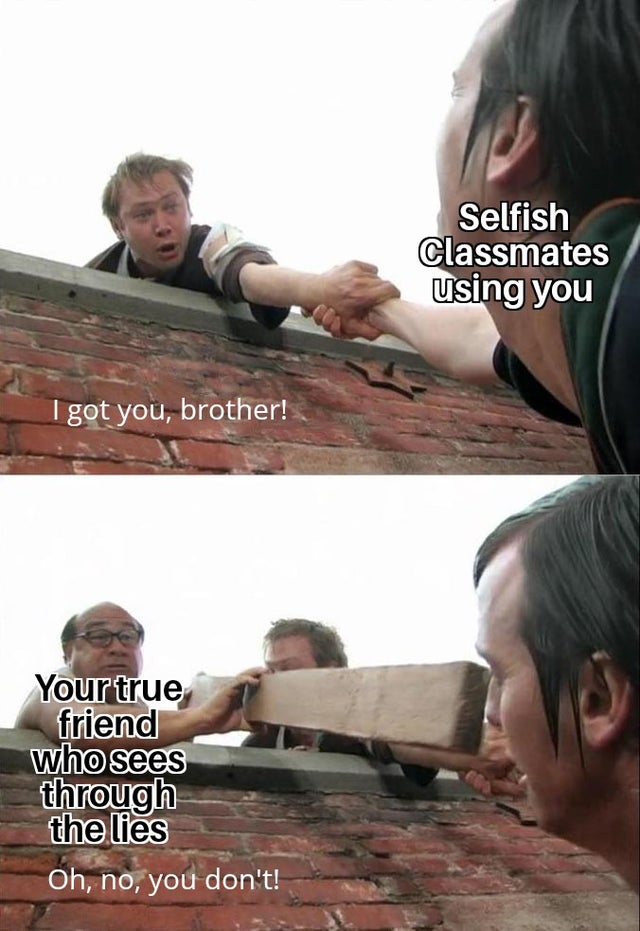 Selfish
Classmates
using you
I got you, brother!
Your true
friend
who sees
through
the lies
Oh, no, you don't!